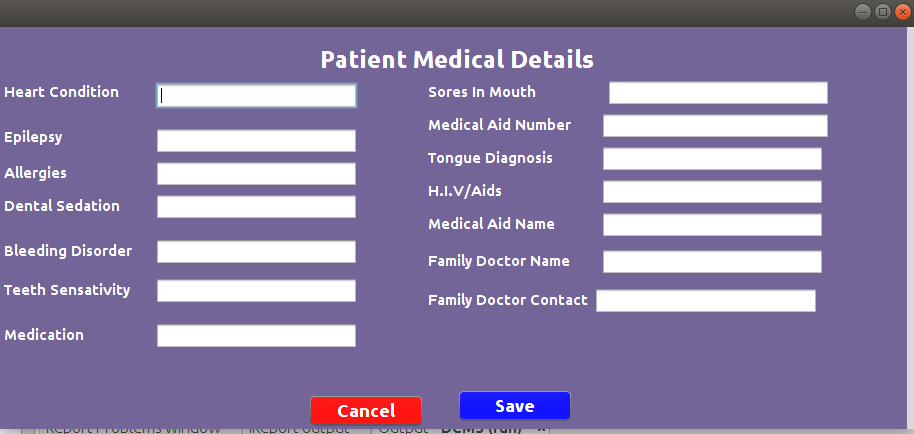 Patient Medical Details
Heart Condition
Epilepsy
Allergies
Dental Sedation
Bleeding Disorder
Teeth Sensativity
Medication
Sores In Mouth
Medical Aid Number
Tongue Diagnosis
H.I.V/Aids
Medical Aid Name
Family Doctor Name
Family Doctor Contact
Cancel
Save
Report Problems Window iReport output Output - DCMS (run)